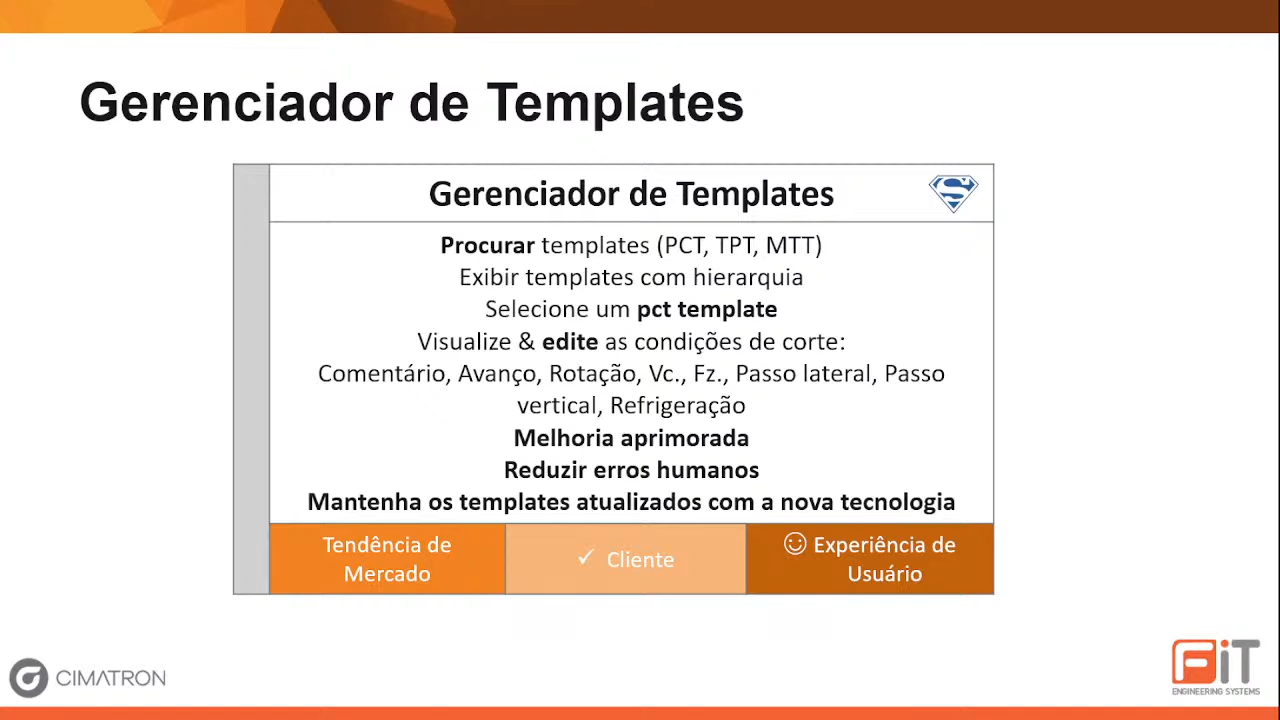 Gerenciador de Templates
Gerenciador de Templates
Procurar templates (PCT, TPT, MTT)
Exibir templates com hierarquia
Selecione um pct template
Visualize & edite as condições de corte:
Comentário, Avanço, Rotação, Vc., Fz., Passo lateral, Passo
vertical, Refrigeração
Melhoria aprimorada
Reduzir erros humanos
Mantenha os templates atualizados com a nova tecnologia
Tendência de
Mercado
✓ Cliente
☺ Experiência de
Usuário
CIMATRON
FiT
ENGINEERING SYSTEMS